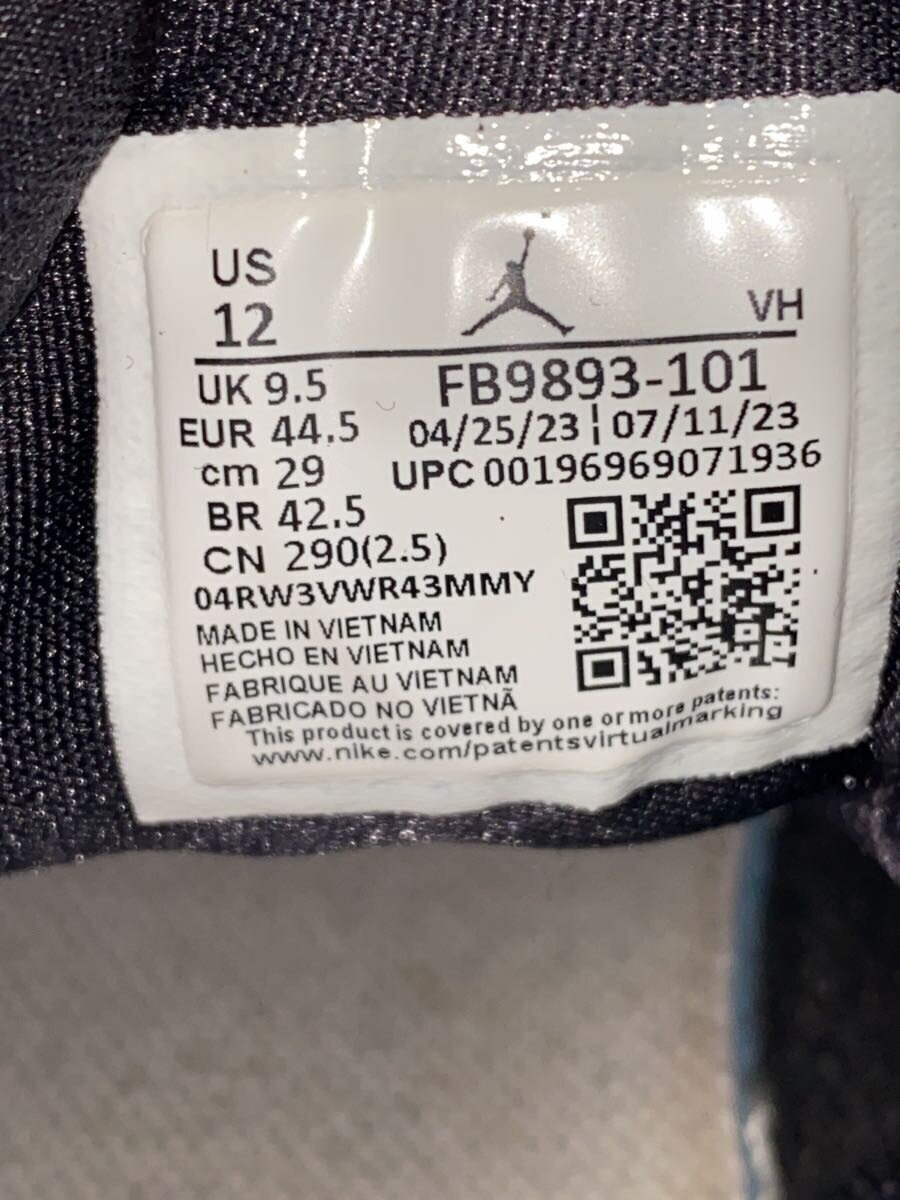 US
12
VH
UK 9.5
FB9893-101
EUR 44.5
04/25/23 | 07/11/23
cm 29
UPC 00196969071936
BR 42.5
CN 290(2.5)
04RW3VWR43MMY
MADE IN VIETNAM
HECHO EN VIETNAM
FABRIQUE AU VIETNAM
FABRICADO NO VIETNÃ
This product is covered by one or more patents:
www.nike.com/patentsvirtualmarking